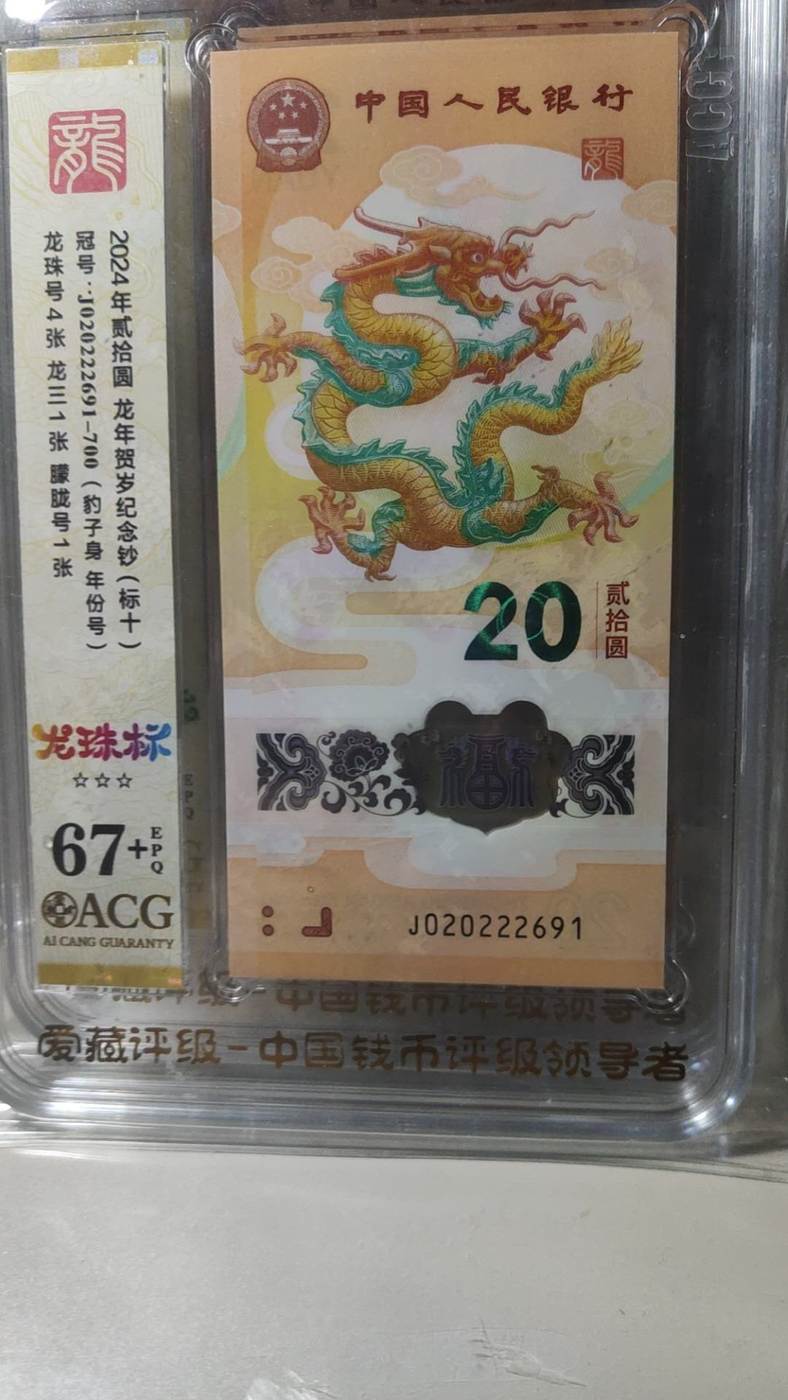 龍
2024年贰拾圆 龙年贺岁纪念钞(标十)
冠号:J020222691-700(豹子身 年份号)
龙珠号4张 龙三1张 朦胧号1张
龙珠标
☆☆☆
67+EPQ
ACG
AI CANG GUARANTY
中国人民银行
龍
20
贰拾圆
福
J020222691
爱藏评级-中国钱币评级领导者